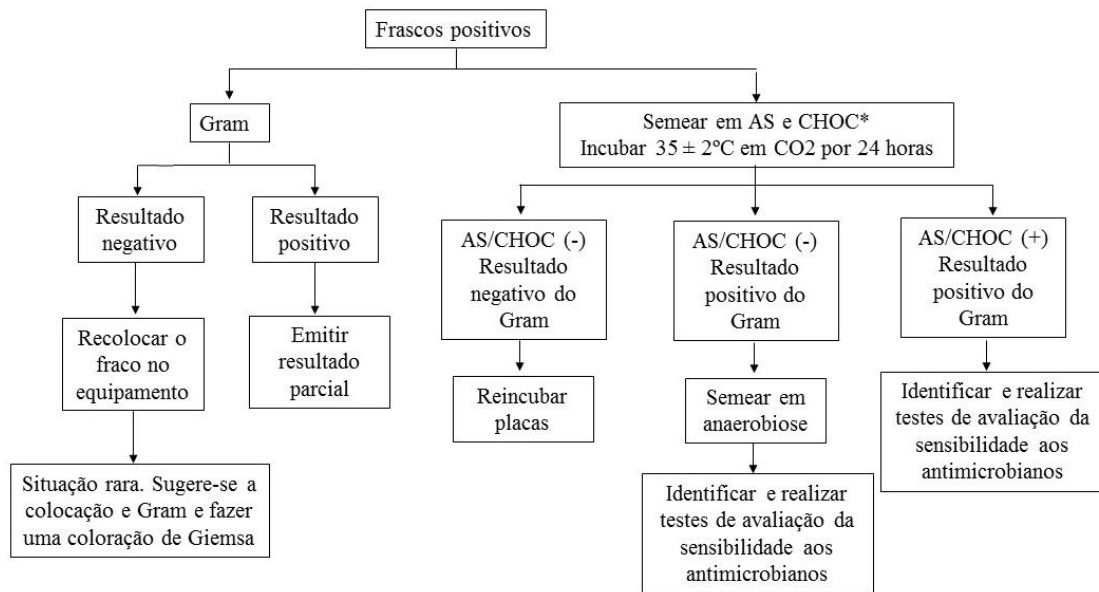 Frascos positivos
Gram
Semear em AS e CHOC*
Incubar 35 ± 2ºC em CO2 por 24 horas
Resultado
negativo
Resultado
positivo
AS/CHOC (-)
Resultado
negativo do
Gram
AS/CHOC (-)
Resultado
positivo do
Gram
AS/CHOC (+)
Resultado
positivo do
Gram
Recolocar o
fraco no
equipamento
Emitir
resultado
parcial
Reincubar
placas
Semear em
anaerobiose
Identificar e realizar
testes de avaliação da
sensibilidade aos
antimicrobianos
Situação rara. Sugere-se a
colocação e Gram e fazer
uma coloração de Giemsa
Identificar e realizar
testes de avaliação da
sensibilidade aos
antimicrobianos